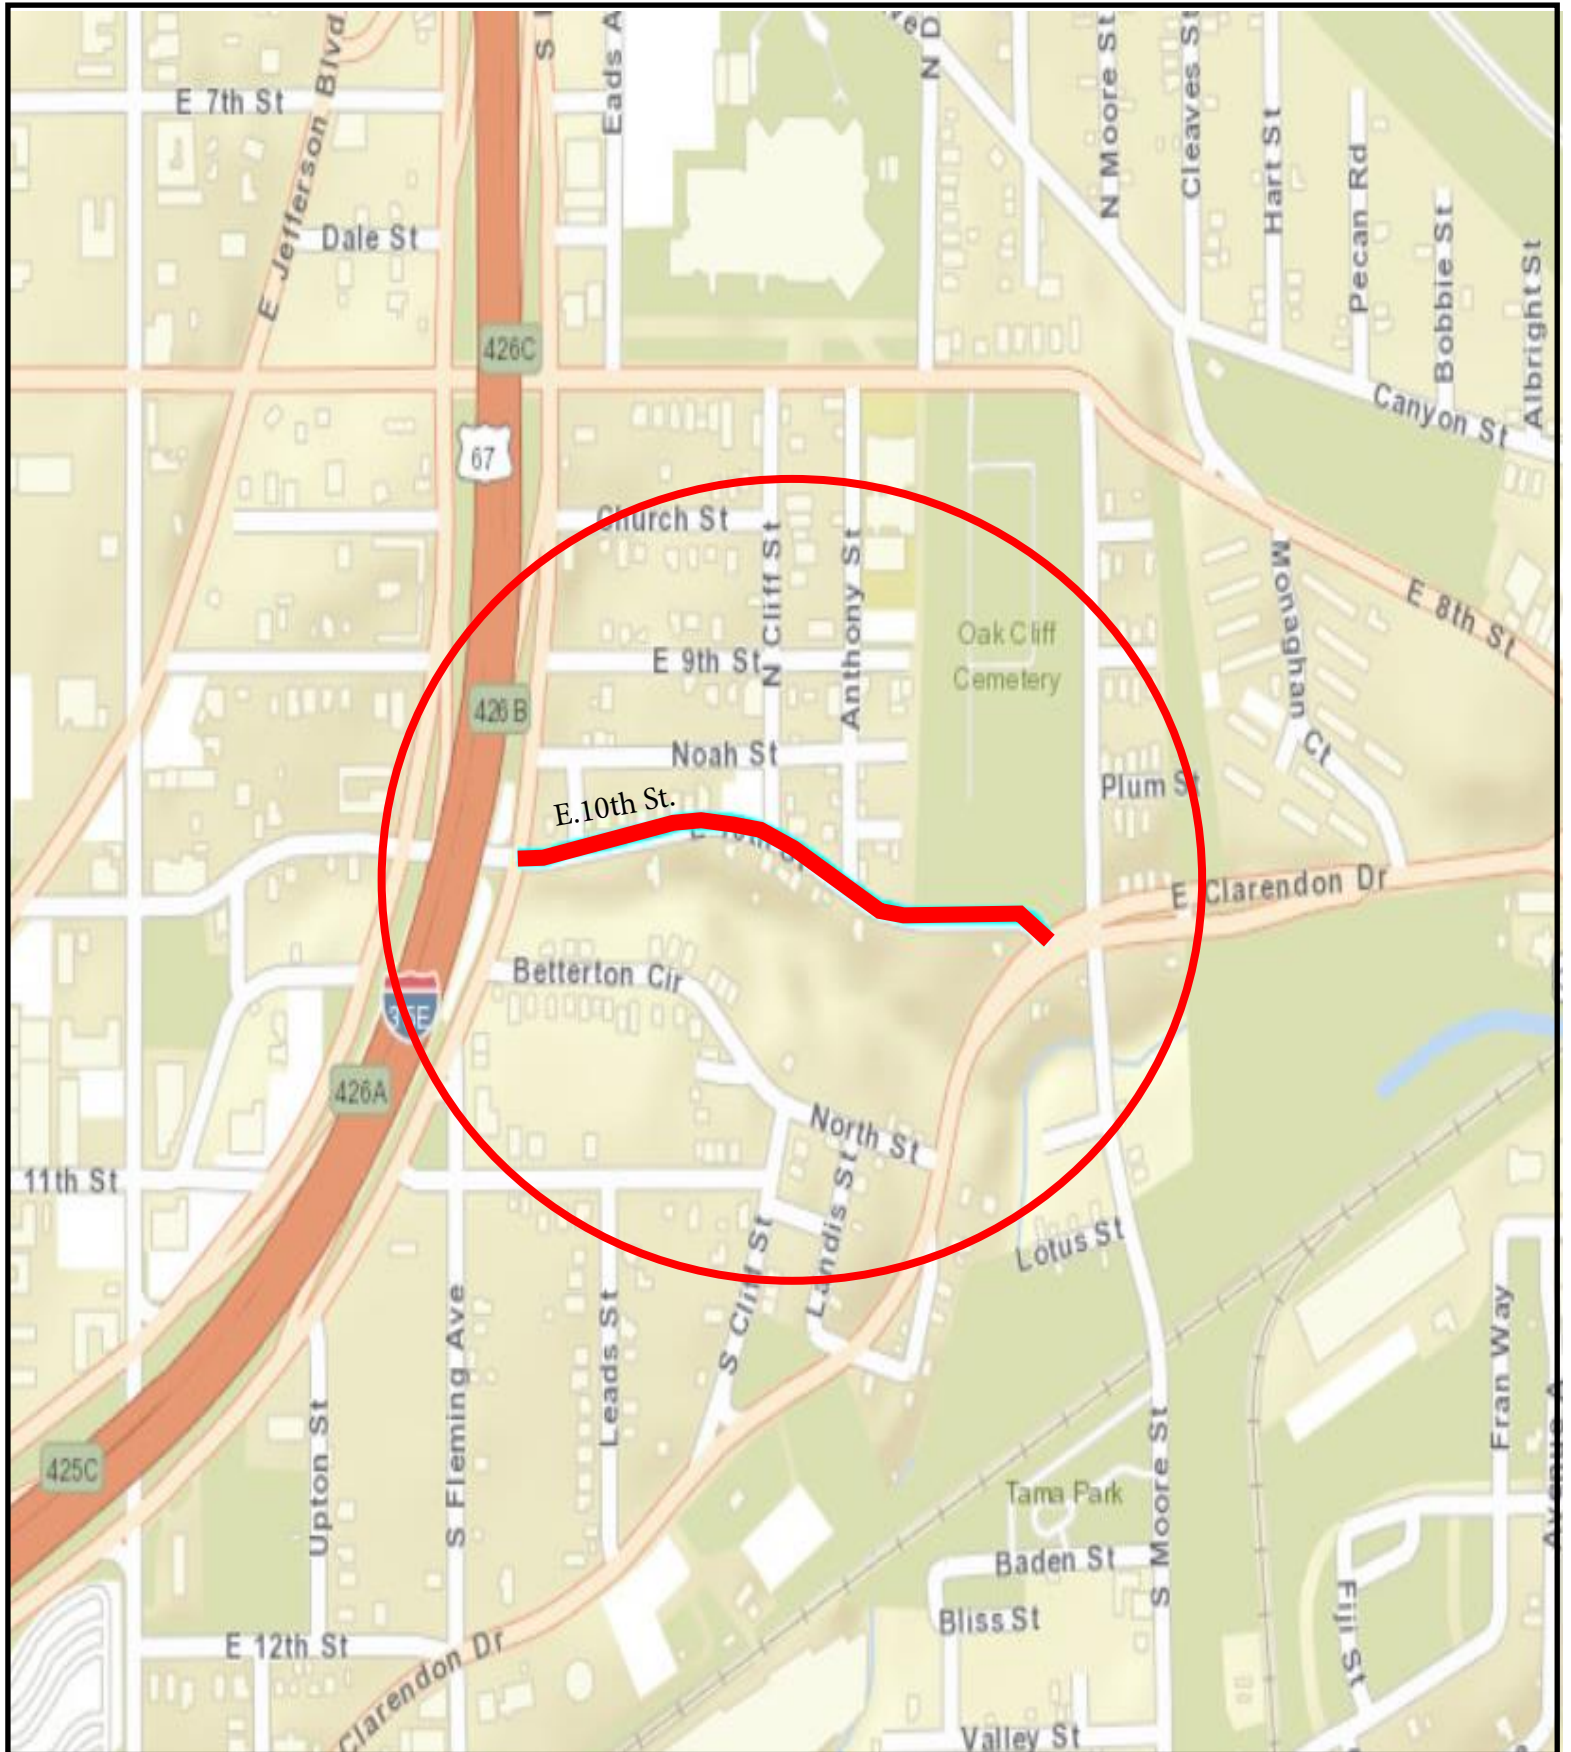 E 7th St
E Jefferson Blvd
Eads A
N D
N Moore St
Cleaves St
Hart St
Pecan Rd
Bobbie St
Albright St
Dale St
426C
Canyon St
67
Church St
N Cliff St
Anthony St
Monaghan Ct
E 8th St
Oak Cliff
Cemetery
E 9th St
426B
Noah St
Plum St
E.10th St.
E Clarendon Dr
Betterton Cir
35E
426A
North St
11th St
Landis St
S Cliff St
Lotus St
S Fleming Ave
Leads St
Fran Way
Upton St
425C
Tama Park
S Moore St
Baden St
Bliss St
Fiji St
Avenue A
E 12th St
Clarendon Dr
Valley St